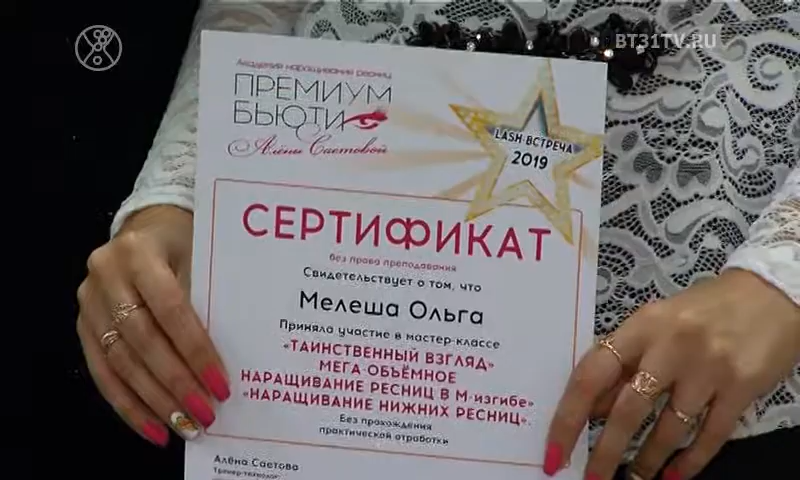 BT31TV.RU
Академия наращивания ресниц
ПРЕМИУМ
БЬЮТИ
Алёны Саетовой
LASH-ВСТРЕЧА
2019
СЕРТИФИКАТ
без права преподавания
Свидетельствует о том, что
Мелеша Ольга
Приняла участие в мастер-классе
«ТАИНСТВЕННЫЙ ВЗГЛЯД»
МЕГА-ОБЪЁМНОЕ
НАРАЩИВАНИЕ РЕСНИЦ В М-изгибе»
«НАРАЩИВАНИЕ НИЖНИХ РЕСНИЦ».
Без прохождения
практической отработки
Алёна Саетова
Тренер-технолог